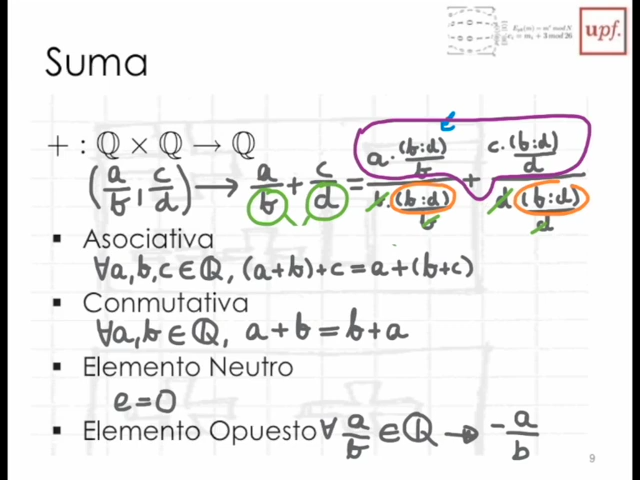 upf.
Suma
+ : ℚ × ℚ → ℚ
(a/b, c/d) → a/b + c/d = a·(b:d)/b / b·(b:d)/b + c·(b:d)/d / d(b:d)/d
▪ Asociativa
∀a,b,c ∈ ℚ, (a+b)+c = a+(b+c)
▪ Conmutativa
∀a,b ∈ ℚ, a+b = b+a
▪ Elemento Neutro
e=0
▪ Elemento Opuesto ∀ a/b ∈ ℚ → -a/b
9